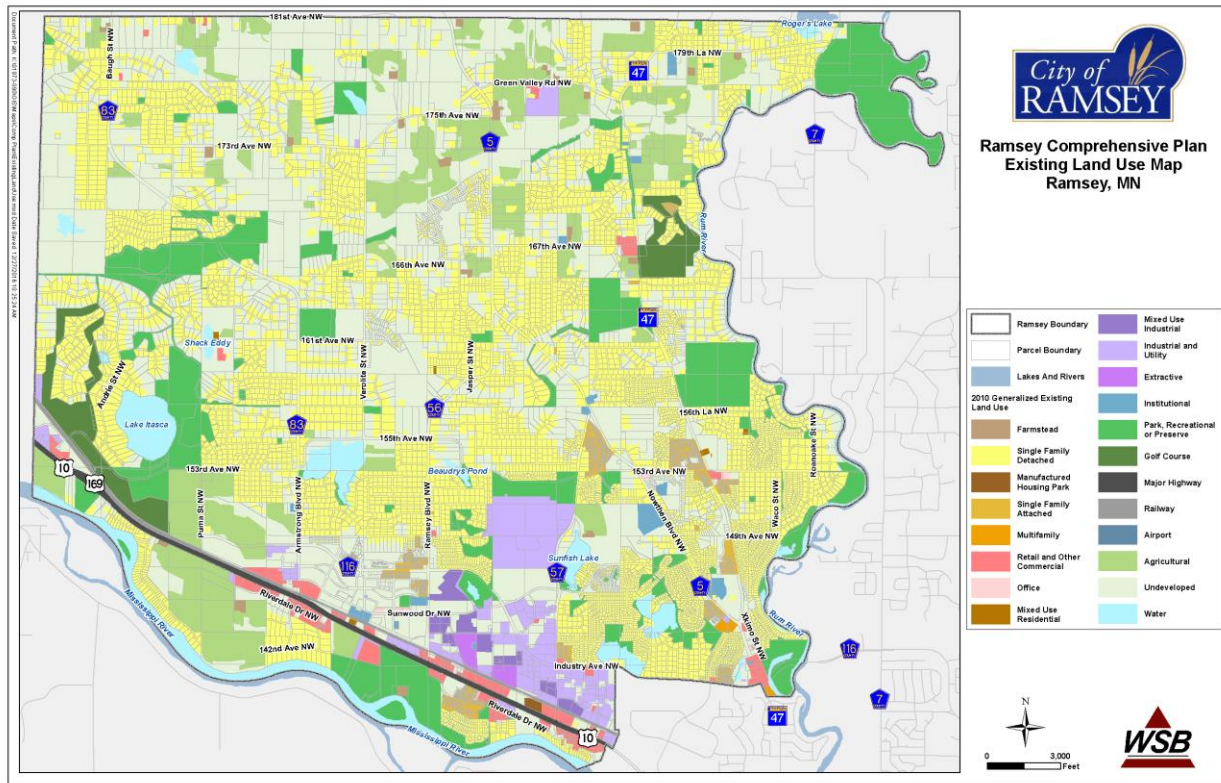 181st Ave NW
Roger's Lake
Baugh St NW
179th La NW
47
Green Valley Rd NW
83
175th Ave NW
5
7
173rd Ave NW
Rum River
167th Ave NW
166th Ave NW
47
Shack Eddy
161st Ave NW
Variolite St NW
Jasper St NW
Andrie St NW
56
156th La NW
Lake Itasca
83
155th Ave NW
Roanoake St NW
10
169
153rd Ave NW
Beaudrys Pond
153rd Ave NW
Puma St NW
Armstrong Blvd NW
Ramsey Blvd NW
Nowthen Blvd NW
Waco St NW
149th Ave NW
116
Sunfish Lake
57
5
Mississippi River
Riverdale Dr NW
Sunwood Dr NW
Xkimo St NW
Rum River
116
142nd Ave NW
Industry Ave NW
7
Riverdale Dr NW
47
Mississippi River
10
City of
RAMSEY
Ramsey Comprehensive Plan
Existing Land Use Map
Ramsey, MN
Ramsey Boundary
Parcel Boundary
Lakes And Rivers
2010 Generalized Existing
Land Use
Farmstead
Single Family
Detached
Manufactured
Housing Park
Single Family
Attached
Multifamily
Retail and Other
Commercial
Office
Mixed Use
Residential
Mixed Use
Industrial
Industrial and
Utility
Extractive
Institutional
Park, Recreational
or Preserve
Golf Course
Major Highway
Railway
Airport
Agricultural
Undeveloped
Water
N
0 3,000
Feet
WSB